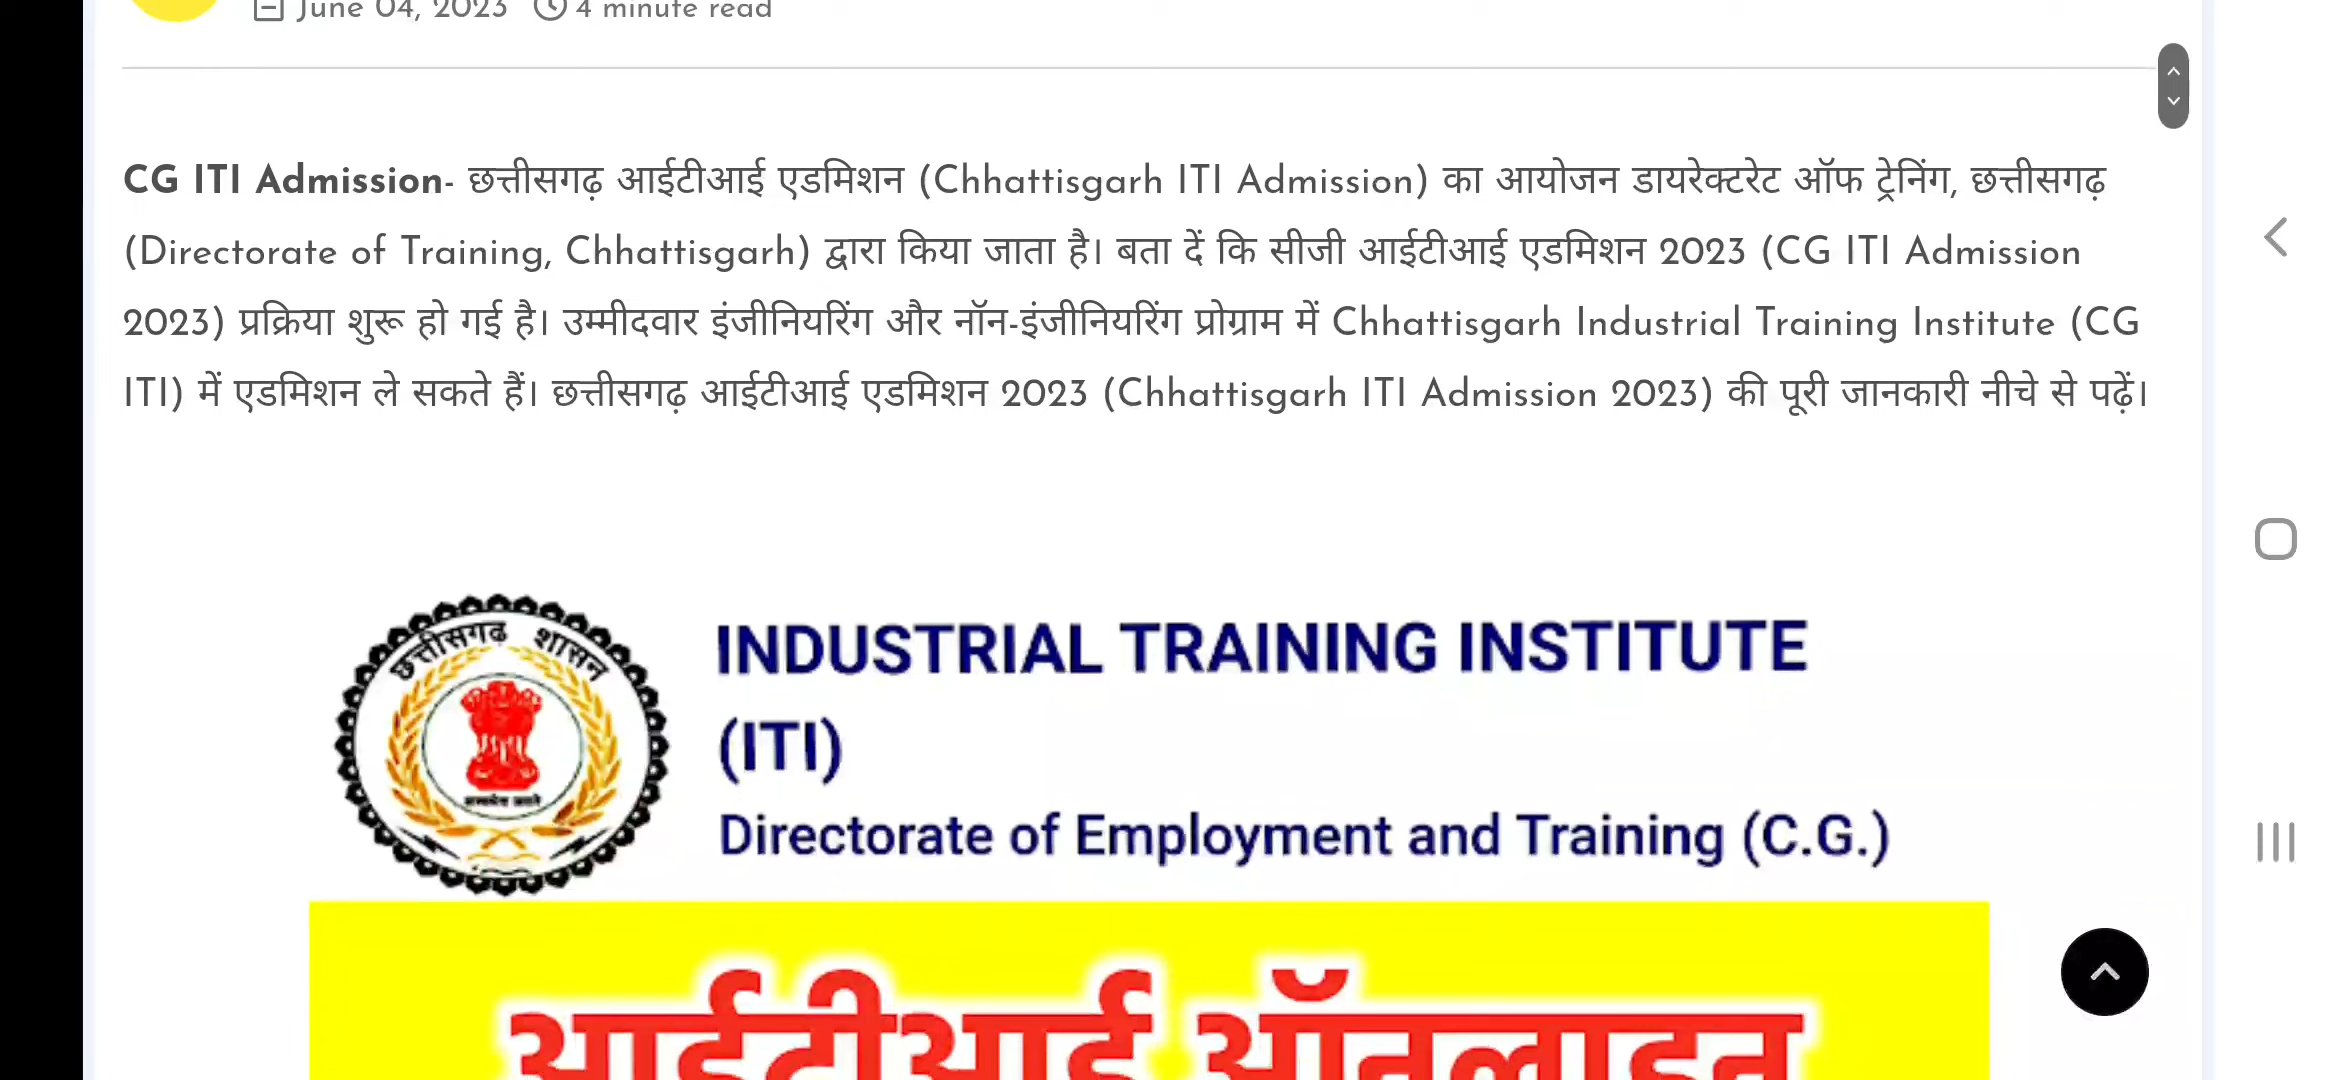 June 04, 2023 4 minute read
CG ITI Admission- छत्तीसगढ़ आईटीआई एडमिशन (Chhattisgarh ITI Admission) का आयोजन डायरेक्टरेट ऑफ ट्रेनिंग, छत्तीसगढ़
(Directorate of Training, Chhattisgarh) द्वारा किया जाता है। बता दें कि सीजी आईटीआई एडमिशन 2023 (CG ITI Admission
2023) प्रक्रिया शुरू हो गई है। उम्मीदवार इंजीनियरिंग और नॉन-इंजीनियरिंग प्रोग्राम में Chhattisgarh Industrial Training Institute (CG
ITI) में एडमिशन ले सकते हैं। छत्तीसगढ़ आईटीआई एडमिशन 2023 (Chhattisgarh ITI Admission 2023) की पूरी जानकारी नीचे से पढ़ें।
छत्तीसगढ़ शासन
INDUSTRIAL TRAINING INSTITUTE
(ITI)
Directorate of Employment and Training (C.G.)
आईटीआई ऑनलाइन